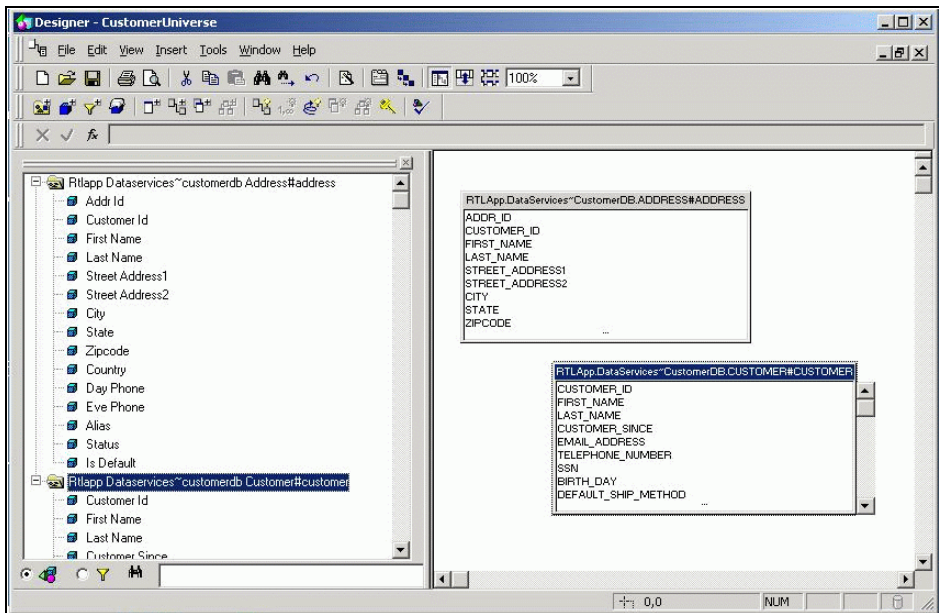 Designer - CustomerUniverse
File Edit View Insert Tools Window Help
100%
Rtlapp Dataservices~customerdb Address#address
Addr Id
Customer Id
First Name
Last Name
Street Address1
Street Address2
City
State
Zipcode
Country
Day Phone
Eve Phone
Alias
Status
Is Default
Rtlapp Dataservices~customerdb Customer#customer
Customer Id
First Name
Last Name
Customer Since
RTLApp.DataServices~CustomerDB.ADDRESS#ADDRESS
ADDR_ID
CUSTOMER_ID
FIRST_NAME
LAST_NAME
STREET_ADDRESS1
STREET_ADDRESS2
CITY
STATE
ZIPCODE
...
RTLApp.DataServices~CustomerDB.CUSTOMER#CUSTOMER
CUSTOMER_ID
FIRST_NAME
LAST_NAME
CUSTOMER_SINCE
EMAIL_ADDRESS
TELEPHONE_NUMBER
SSN
BIRTH_DAY
DEFAULT_SHIP_METHOD
...
0,0
NUM